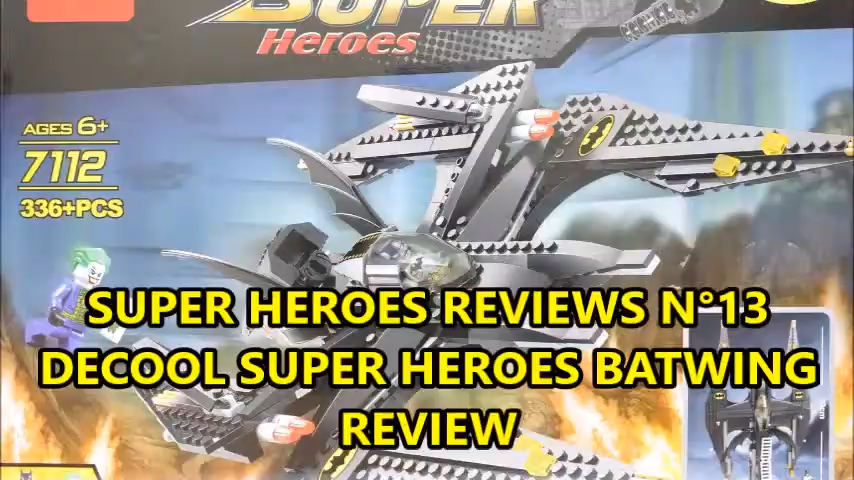 SUPER
Heroes
AGES 6+
7112
336+PCS
SUPER HEROES REVIEWS N°13
DECOOL SUPER HEROES BATWING
REVIEW